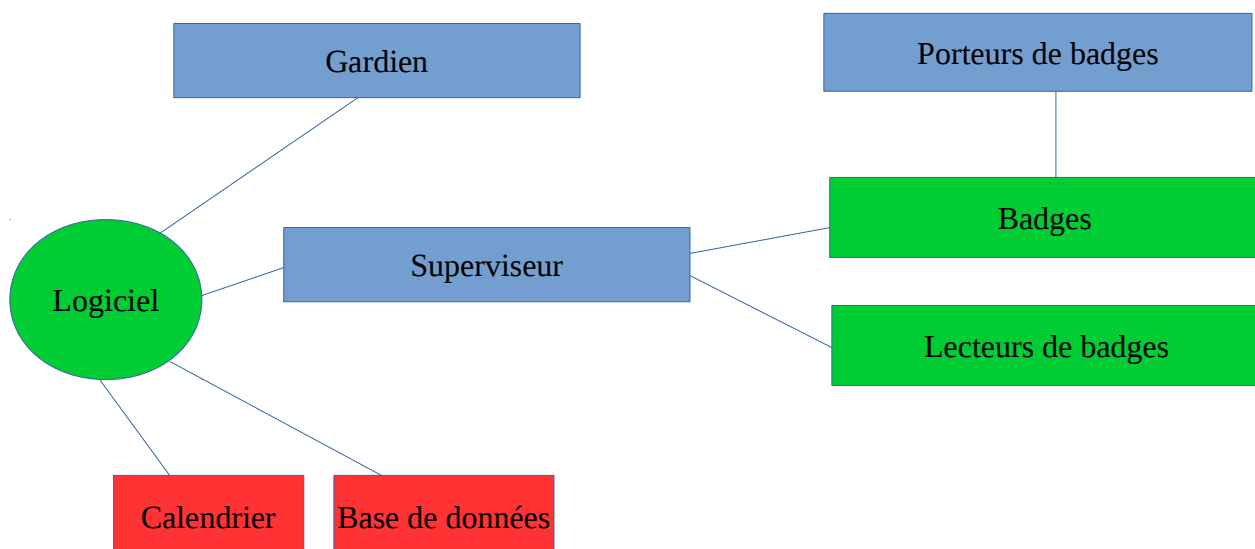 Gardien
Porteurs de badges
Badges
Superviseur
Logiciel
Lecteurs de badges
Calendrier
Base de données